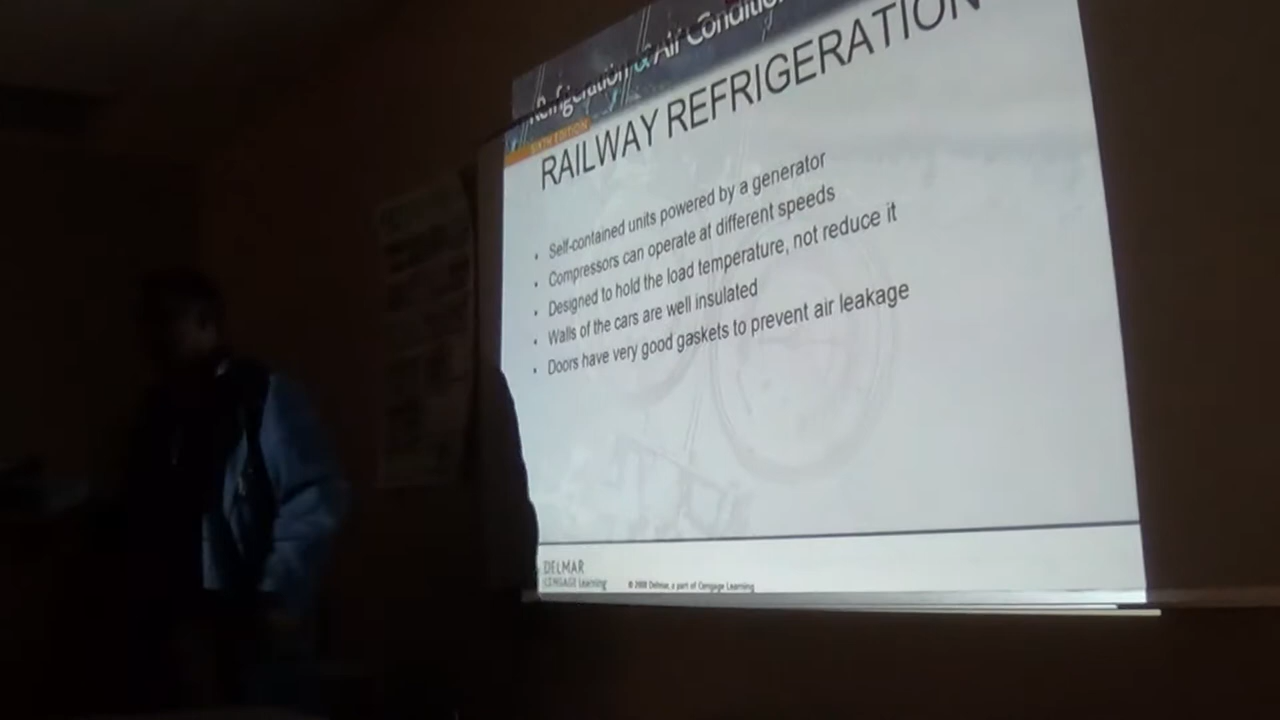 Refrigeration & Air Conditio
SIXTH EDITION
RAILWAY REFRIGERATION
• Self-contained units powered by a generator
• Compressors can operate at different speeds
• Designed to hold the load temperature, not reduce it
• Walls of the cars are well insulated
• Doors have very good gaskets to prevent air leakage
DELMAR
CENGAGE Learning
© 2008 Delmar, a part of Cengage Learning